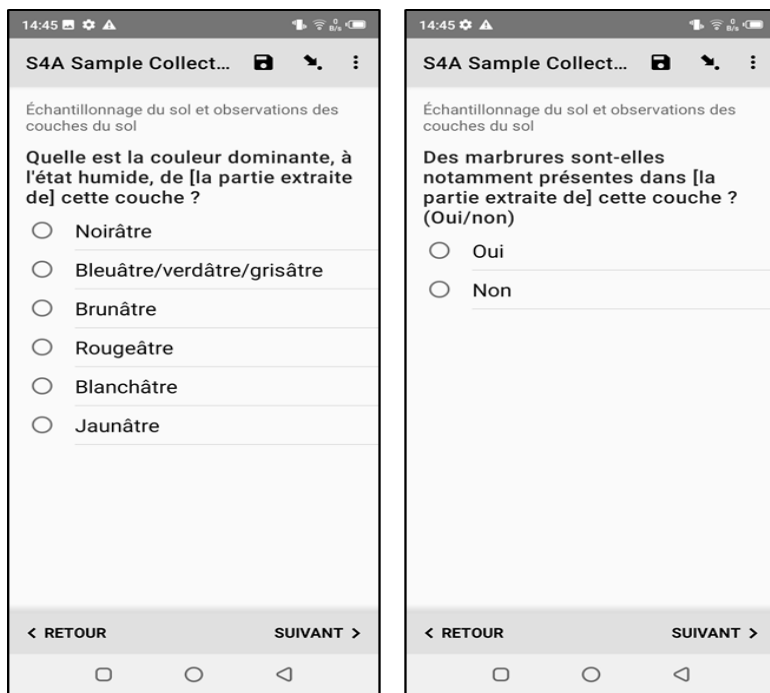 14:45
S4A Sample Collect...
Échantillonnage du sol et observations des
couches du sol
Quelle est la couleur dominante, à
l'état humide, de [la partie extraite
de] cette couche ?
Noirâtre
Bleuâtre/verdâtre/grisâtre
Brunâtre
Rougeâtre
Blanchâtre
Jaunâtre
< RETOUR
SUIVANT >
14:45
S4A Sample Collect...
Échantillonnage du sol et observations des
couches du sol
Des marbrures sont-elles
notamment présentes dans [la
partie extraite de] cette couche ?
(Oui/non)
Oui
Non
< RETOUR
SUIVANT >